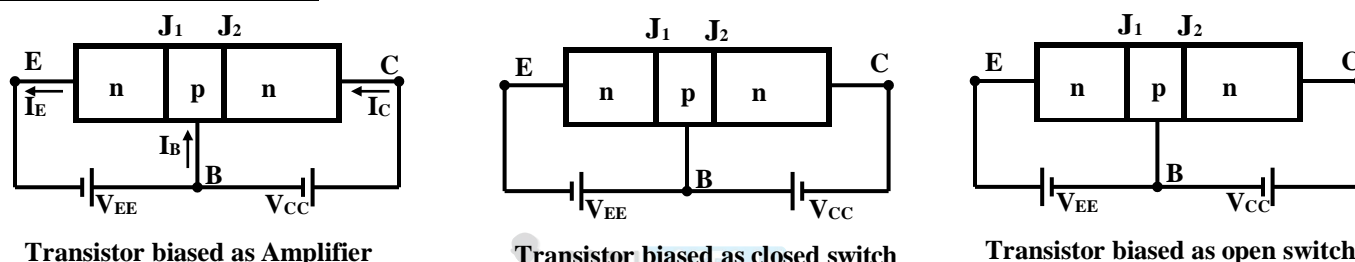 J1 J2
E
C
n p n
IE
IC
IB
B
VEE
VCC
Transistor biased as Amplifier
J1 J2
E
C
n p n
B
VEE
VCC
Transistor biased as closed switch
J1 J2
E
C
n p n
B
VEE
VCC
Transistor biased as open switch